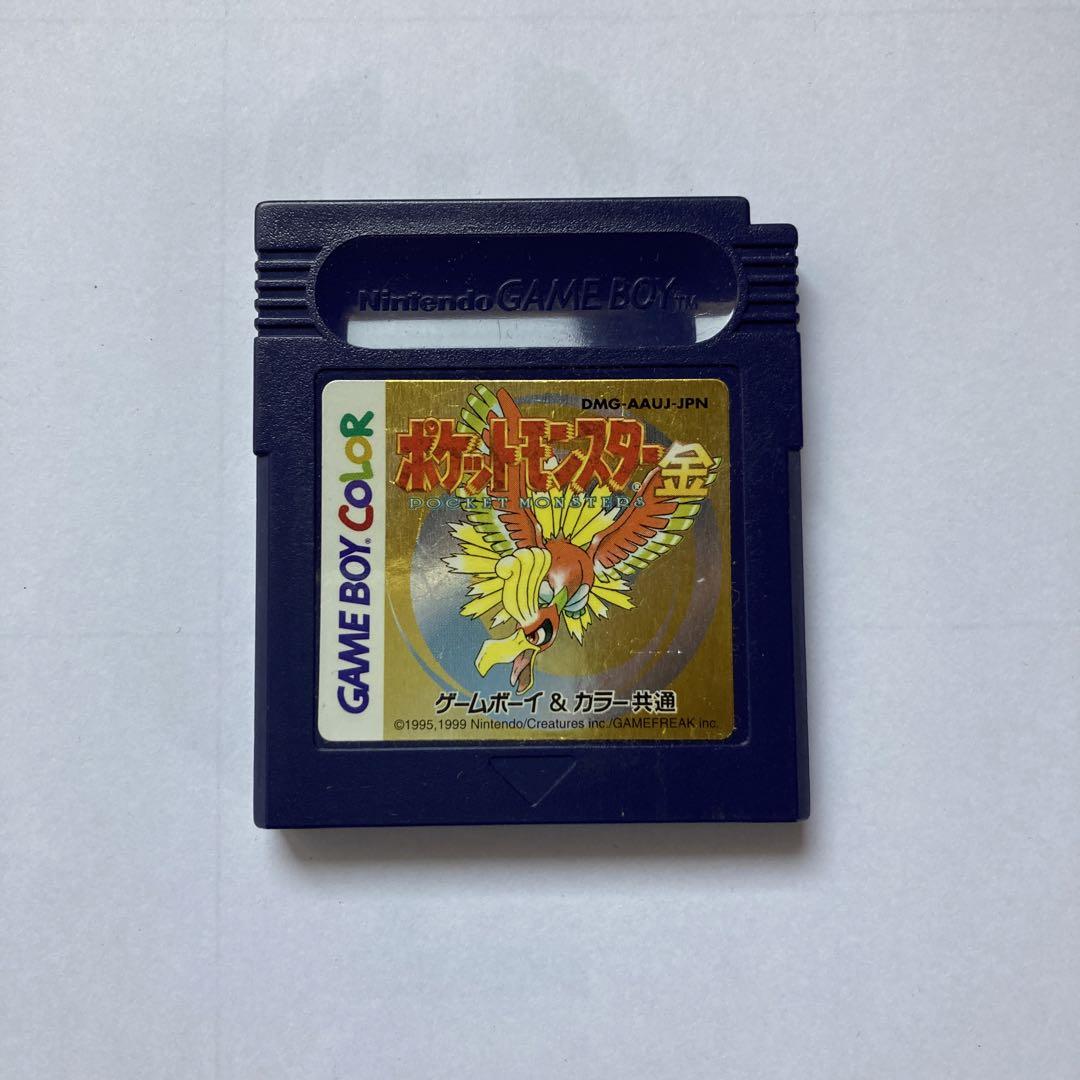 Nintendo GAME BOY TM
GAME BOY® COLOR
DMG-AAUJ-JPN
ポケットモンスター® 金
POCKET MONSTERS
ゲームボーイ & カラー共通
©1995,1999 Nintendo/Creatures inc./GAMEFREAK inc.